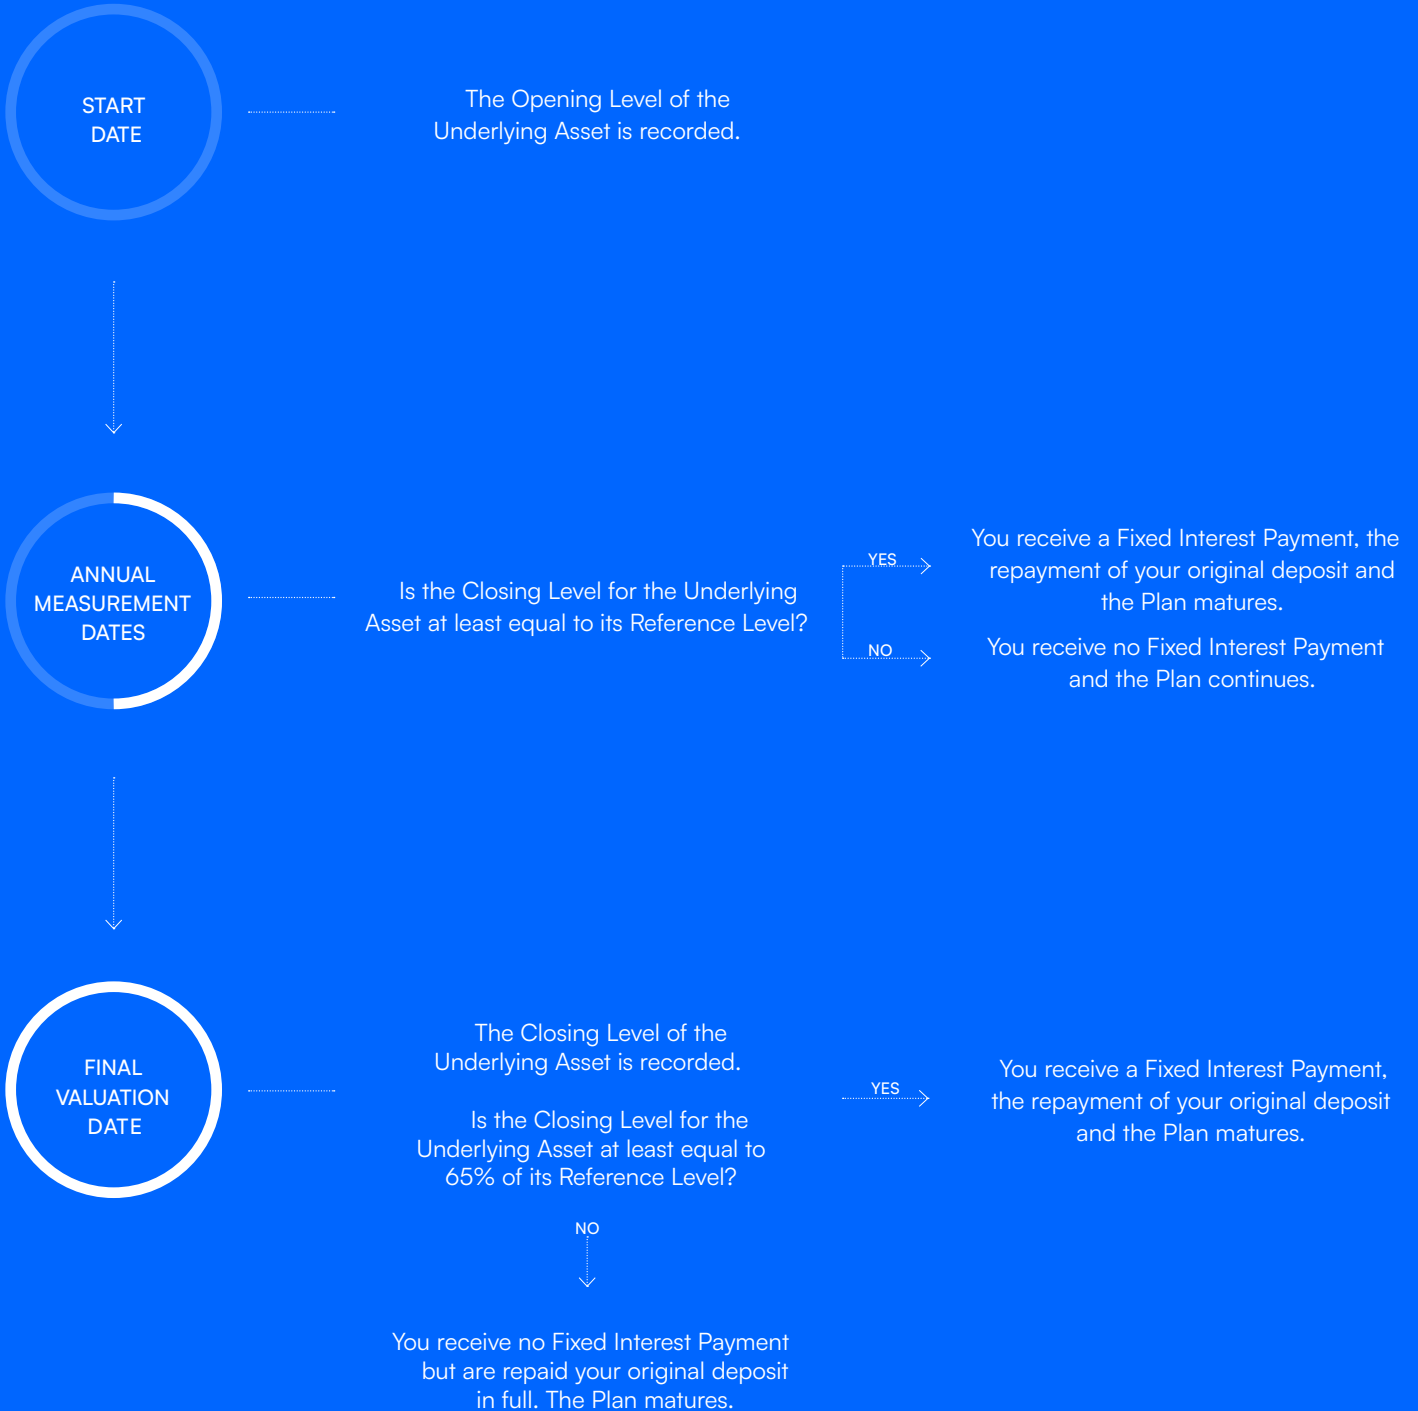 START
DATE
The Opening Level of the
Underlying Asset is recorded.
ANNUAL
MEASUREMENT
DATES
Is the Closing Level for the Underlying
Asset at least equal to its Reference Level?
YES
You receive a Fixed Interest Payment, the
repayment of your original deposit and
the Plan matures.
NO
You receive no Fixed Interest Payment
and the Plan continues.
FINAL
VALUATION
DATE
The Closing Level of the
Underlying Asset is recorded.
Is the Closing Level for the
Underlying Asset at least equal to
65% of its Reference Level?
YES
You receive a Fixed Interest Payment,
the repayment of your original deposit
and the Plan matures.
NO
You receive no Fixed Interest Payment
but are repaid your original deposit
in full. The Plan matures.